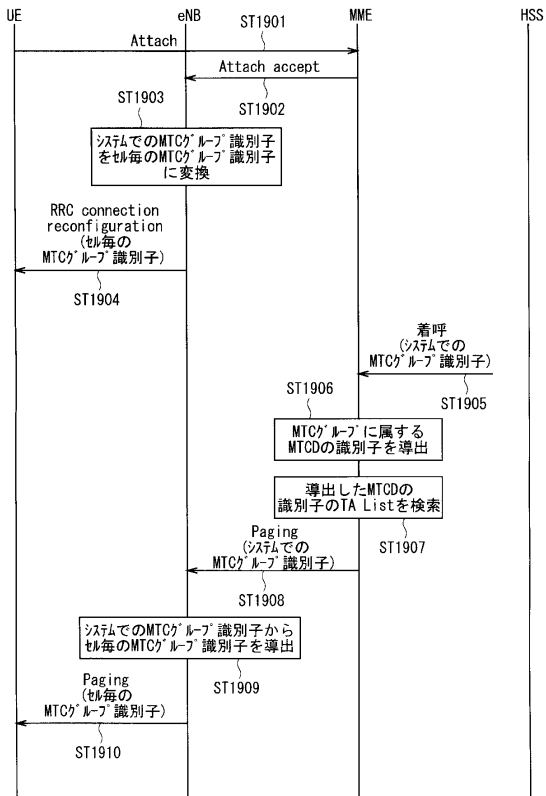 UE eNB MME HSS
ST1901
Attach
Attach accept
ST1903
ST1902
システムでのMTCグループ識別子
をセル毎のMTCグループ識別子
に変換
RRC connection
reconfiguration
(セル毎の
MTCグループ識別子)
ST1904
着呼
(システムでの
MTCグループ識別子)
ST1906
ST1905
MTCグループに属する
MTCDの識別子を導出
導出したMTCDの
識別子のTA Listを検索
Paging
(システムでの
MTCグループ識別子)
ST1907
ST1908
システムでのMTCグループ識別子から
セル毎のMTCグループ識別子を導出
Paging
(セル毎の
MTCグループ識別子)
ST1909
ST1910